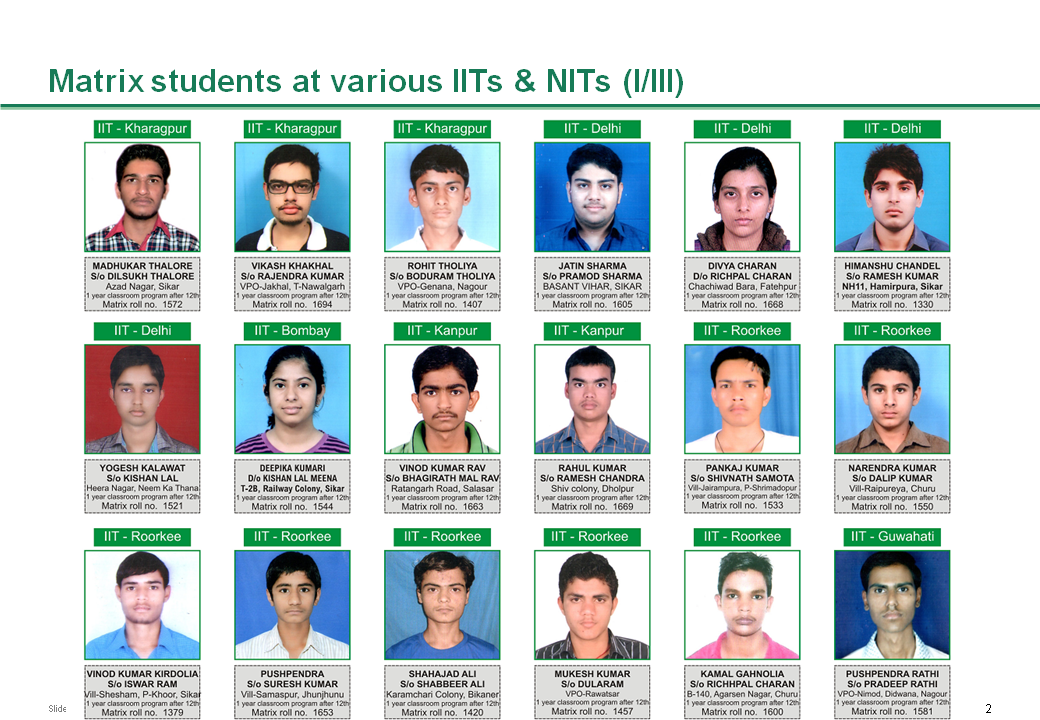 Matrix students at various IITs & NITs (I/III)
IIT - Kharagpur
IIT - Kharagpur
IIT - Kharagpur
IIT - Delhi
IIT - Delhi
IIT - Delhi
MADHUKAR THALORE
S/o DILSUKH THALORE
Azad Nagar, Sikar
1 year classroom program after 12th
Matrix roll no. 1572
VIKASH KHAKHAL
S/o RAJENDRA KUMAR
VPO-Jakhal, T-Nawalgarh
1 year classroom program after 12th
Matrix roll no. 1694
ROHIT THOLIYA
S/o BODURAM THOLIYA
VPO-Genana, Nagour
1 year classroom program after 12th
Matrix roll no. 1407
JATIN SHARMA
S/o PRAMOD SHARMA
BASANT VIHAR, SIKAR
1 year classroom program after 12th
Matrix roll no. 1605
DIVYA CHARAN
D/o RICHPAL CHARAN
Chachiwad Bara, Fatehpur
1 year classroom program after 12th
Matrix roll no. 1668
HIMANSHU CHANDEL
S/o RAMESH KUMAR
NH11, Hamirpura, Sikar
1 year classroom program after 12th
Matrix roll no. 1330
IIT - Delhi
IIT - Bombay
IIT - Kanpur
IIT - Kanpur
IIT - Roorkee
IIT - Roorkee
YOGESH KALAWAT
S/o KISHAN LAL
Heera Nagar, Neem Ka Thana
1 year classroom program after 12th
Matrix roll no. 1521
DEEPIKA KUMARI
D/o KISHAN LAL MEENA
T-2B, Railway Colony, Sikar
1 year classroom program after 12th
Matrix roll no. 1544
VINOD KUMAR RAV
S/o BHAGIRATH MAL RAV
Ratangarh Road, Salasar
1 year classroom program after 12th
Matrix roll no. 1663
RAHUL KUMAR
S/o RAMESH CHANDRA
Shiv colony, Dholpur
1 year classroom program after 12th
Matrix roll no. 1669
PANKAJ KUMAR
S/o SHIVNATH SAMOTA
Vill-Jairampura, P-Shrimadopur
1 year classroom program after 12th
Matrix roll no. 1533
NARENDRA KUMAR
S/o DALIP KUMAR
Vill-Raipureya, Churu
1 year classroom program after 12th
Matrix roll no. 1550
IIT - Roorkee
IIT - Roorkee
IIT - Roorkee
IIT - Roorkee
IIT - Roorkee
IIT - Guwahati
VINOD KUMAR KIRDOLIA
S/o ISWAR RAM
Vill-Shesham, P-Khoor, Sikar
1 year classroom program after 12th
Matrix roll no. 1379
PUSHPENDRA
S/o SURESH KUMAR
Vill-Samaspur, Jhunjhunu
1 year classroom program after 12th
Matrix roll no. 1653
SHAHAJAD ALI
S/o SHABBEER ALI
Karamchari Colony, Bikaner
1 year classroom program after 12th
Matrix roll no. 1420
MUKESH KUMAR
S/o DULARAM
VPO-Rawatsar
1 year classroom program after 12th
Matrix roll no. 1457
KAMAL GAHNOLIA
S/o RICHHPAL CHARAN
B-140, Agarsen Nagar, Churu
1 year classroom program after 12th
Matrix roll no. 1600
PUSHPENDRA RATHI
S/o PRADEEP RATHI
VPO-Nimod, Didwana, Nagour
1 year classroom program after 12th
Matrix roll no. 1581
Slide
2